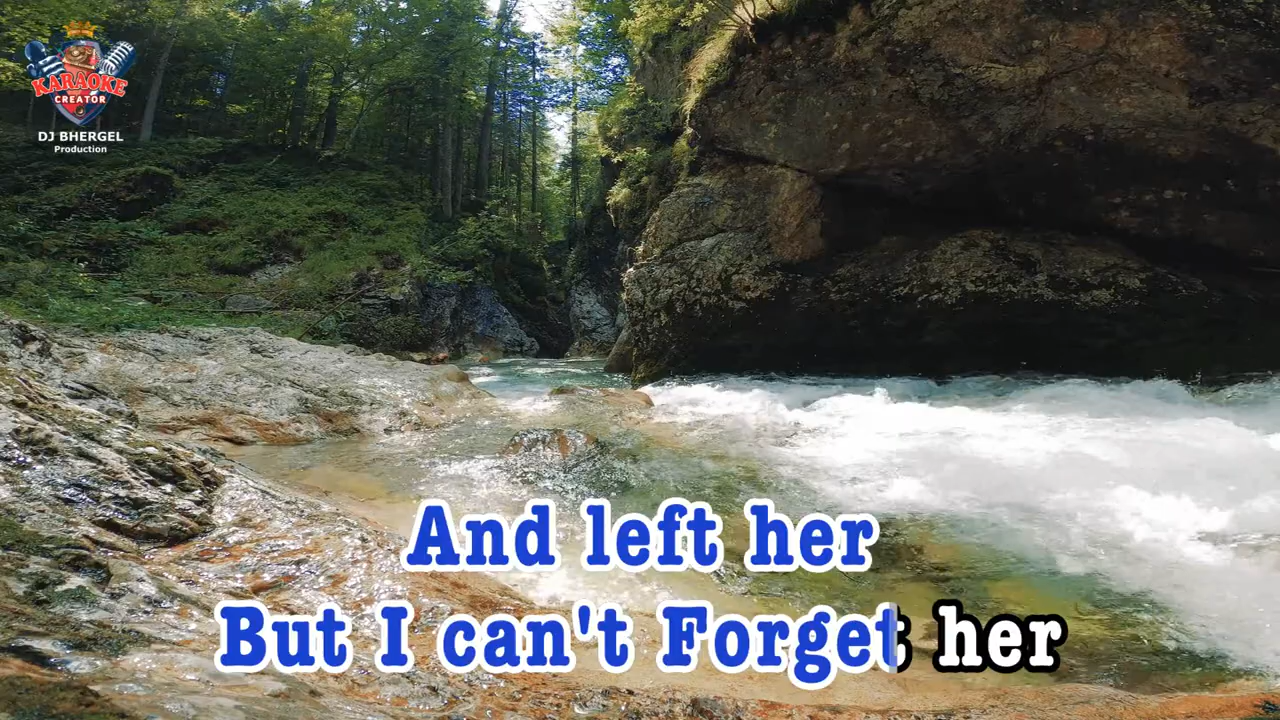 KARAOKE
CREATOR
DJ BHERGEL
Production
And left her
But I can't Forget her